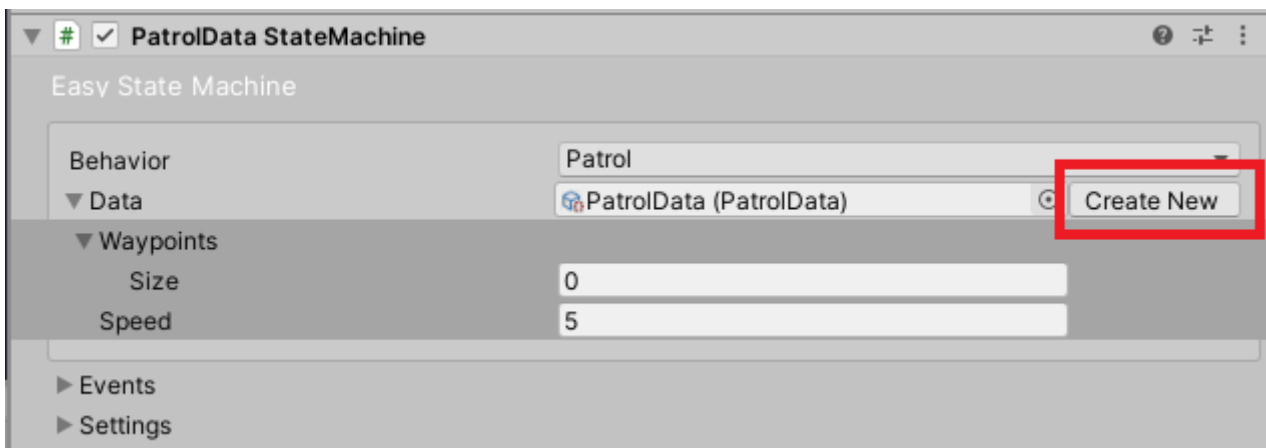 # PatrolData StateMachine
Easy State Machine
Behavior Patrol
Data PatrolData (PatrolData) Create New
Waypoints
Size 0
Speed 5
Events
Settings